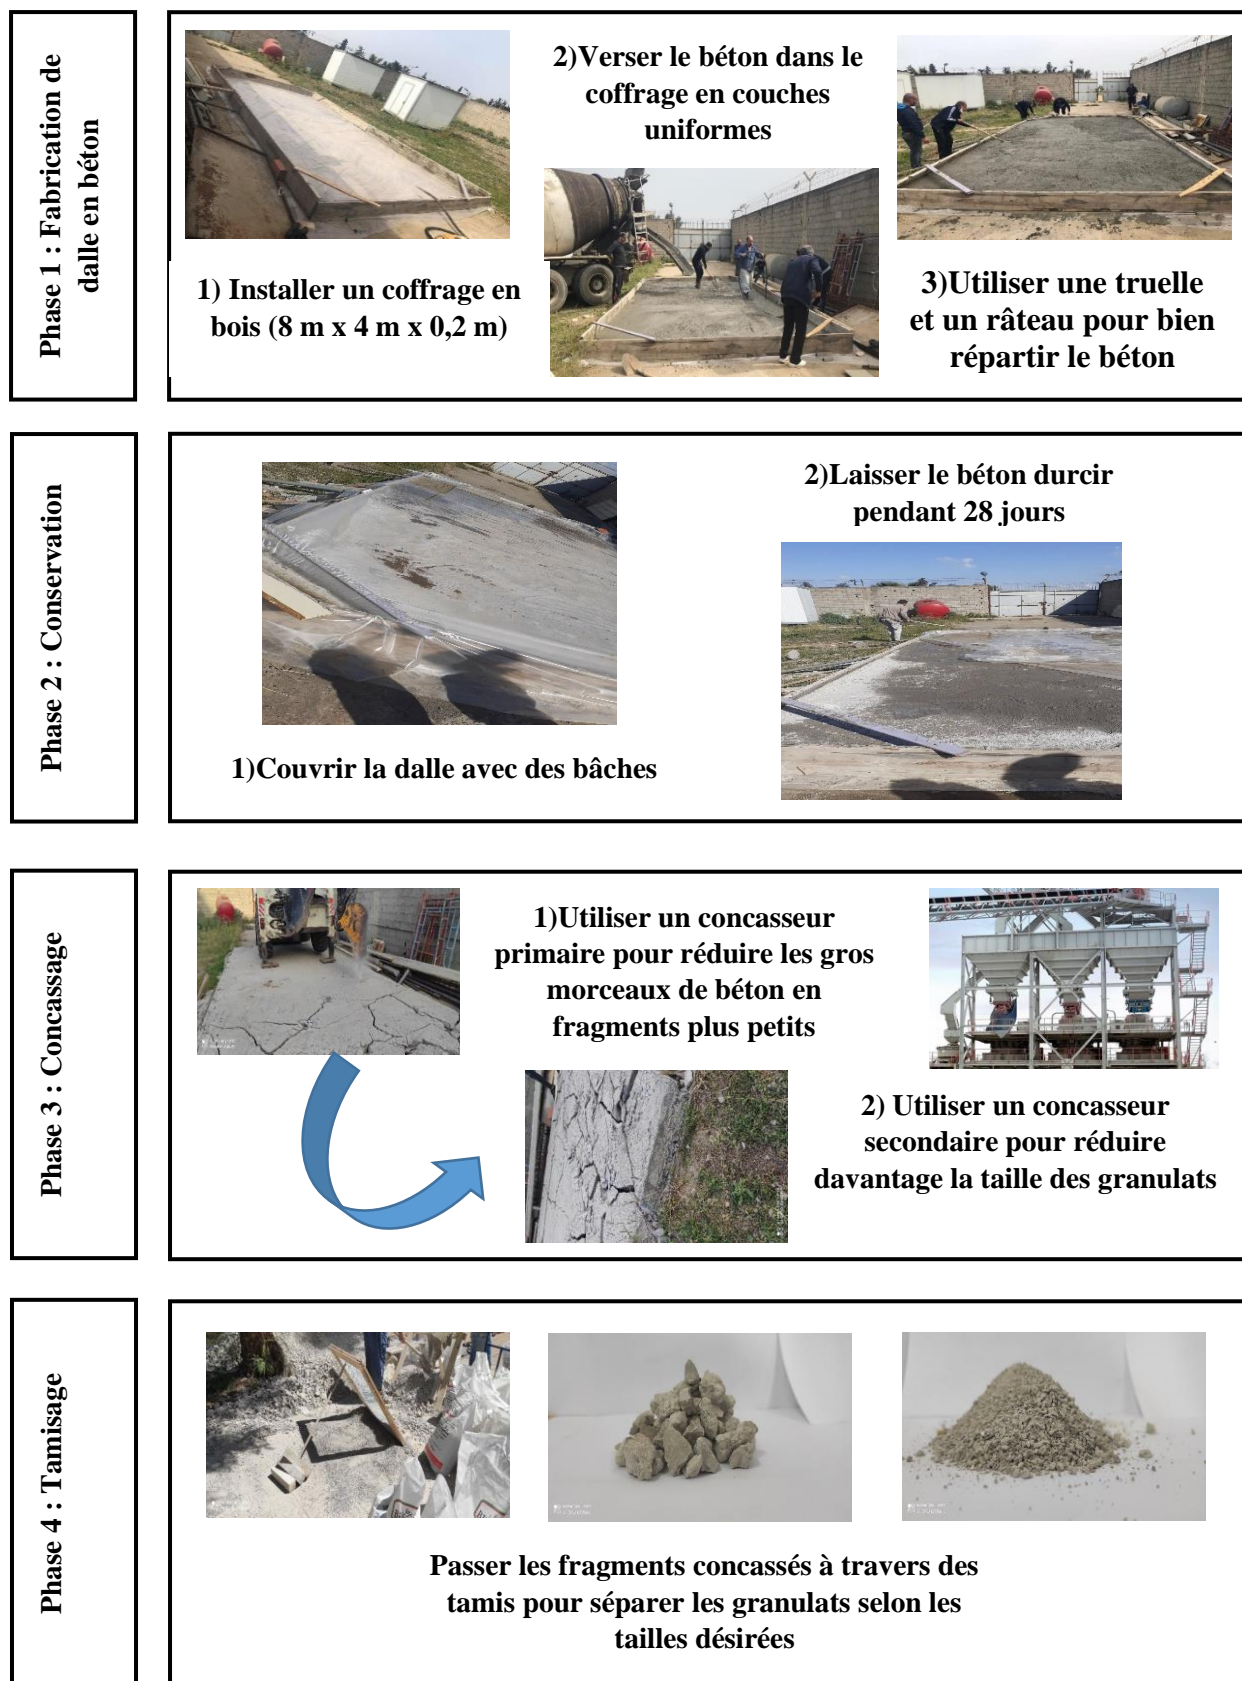 Phase 1 : Fabrication de
dalle en béton
1) Installer un coffrage en
bois (8 m x 4 m x 0,2 m)
2)Verser le béton dans le
coffrage en couches
uniformes
3)Utiliser une truelle
et un râteau pour bien
répartir le béton
Phase 2 : Conservation
1)Couvrir la dalle avec des bâches
2)Laisser le béton durcir
pendant 28 jours
Phase 3 : Concassage
1)Utiliser un concasseur
primaire pour réduire les gros
morceaux de béton en
fragments plus petits
2) Utiliser un concasseur
secondaire pour réduire
davantage la taille des granulats
Phase 4 : Tamisage
Passer les fragments concassés à travers des
tamis pour séparer les granulats selon les
tailles désirées